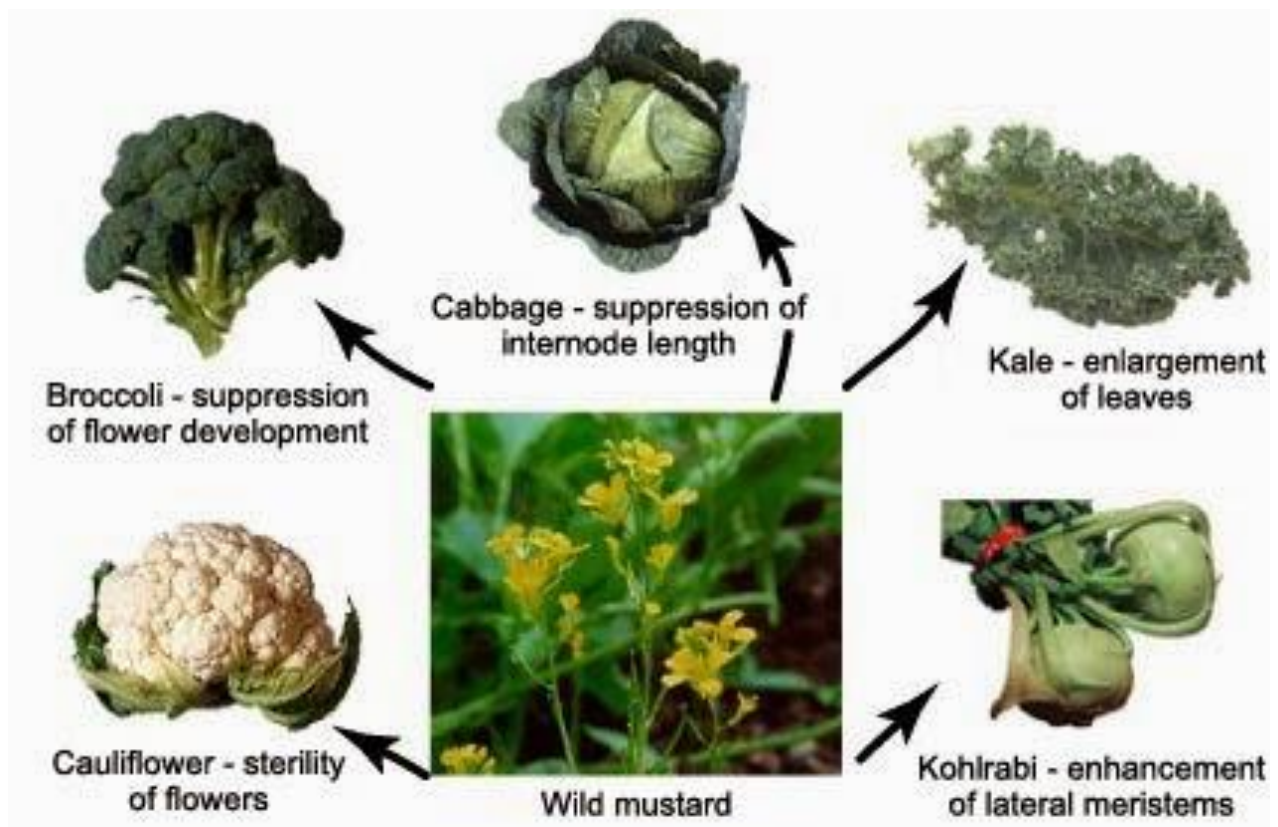 Cabbage - suppression of
internode length
Kale - enlargement
of leaves
Broccoli - suppression
of flower development
Cauliflower - sterility
of flowers
Wild mustard
Kohlrabi - enhancement
of lateral meristems